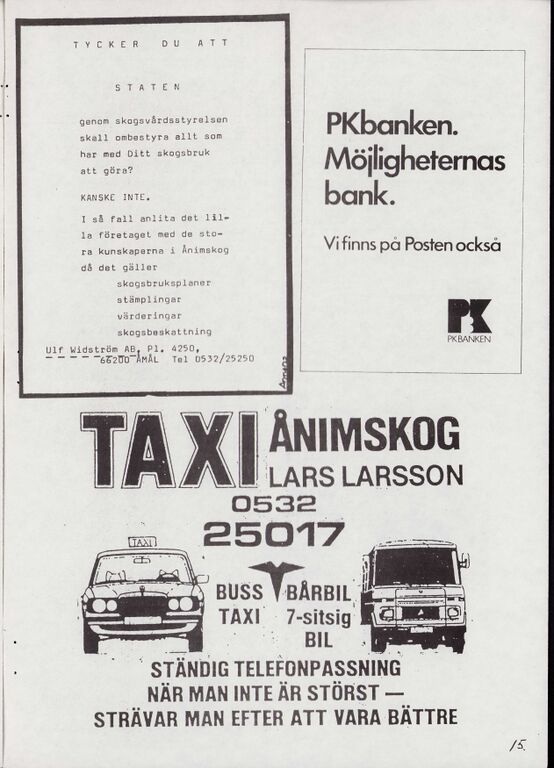 TYCKER DU ATT
STATEN
genom skogsvårdsstyrelsen
skall ombestyra allt som
har med Ditt skogsbruk
att göra?
KANSKE INTE.
I så fall anlita det lil-
la företaget med de sto-
ra kunskaperna i Ånimskog
då det gäller
skogsbruksplaner
stämplingar
värderingar
skogsbeskattning
Ulf Widström AB, Pl. 4250,
66200 ÅMÅL Tel 0532/25250
PKbanken.
Möjligheternas
bank.
Vi finns på Posten också
PK
PKBANKEN
TAXI ÅNIMSKOG
LARS LARSSON
0532
25017
TAXI
BUSS BÅRBIL
TAXI 7-sitsig
BIL
STÄNDIG TELEFONPASSNING
NÄR MAN INTE ÄR STÖRST —
STRÄVAR MAN EFTER ATT VARA BÄTTRE
15.